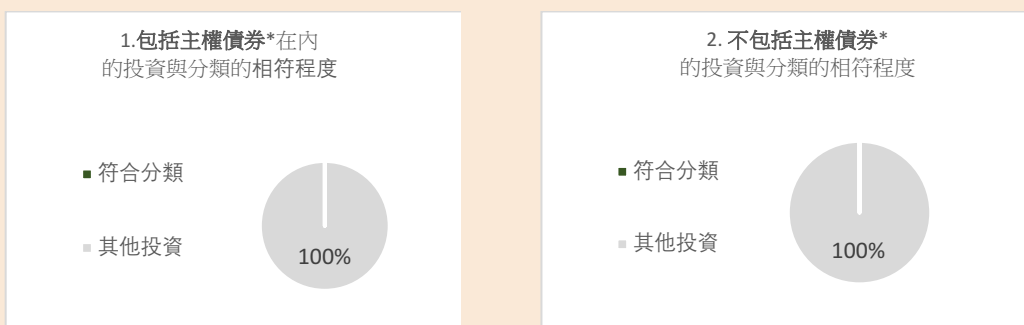 1.包括主權債券*在內
的投資與分類的相符程度
符合分類
其他投資
100%
2. 不包括主權債券*
的投資與分類的相符程度
符合分類
其他投資
100%